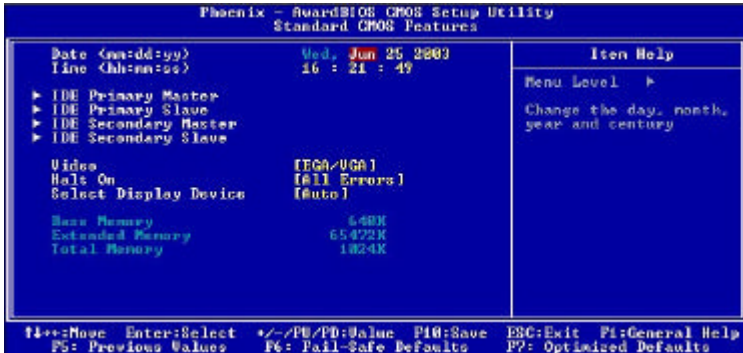 Phoenix - AwardBIOS CMOS Setup Utility
Standard CMOS Features
Date (mm:dd:yy) Wed, Jun 25 2003
Time (hh:mm:ss) 16 : 21 : 49
► IDE Primary Master
► IDE Primary Slave
► IDE Secondary Master
► IDE Secondary Slave
Video [EGA/VGA]
Halt On [All Errors]
Select Display Device [Auto]
Base Memory 640K
Extended Memory 65472K
Total Memory 1024K
Item Help
Menu Level ►
Change the day, month,
year and century
↑↓→←:Move Enter:Select +/-/PU/PD:Value F10:Save ESC:Exit F1:General Help
F5: Previous Values F6: Fail-Safe Defaults F7: Optimized Defaults